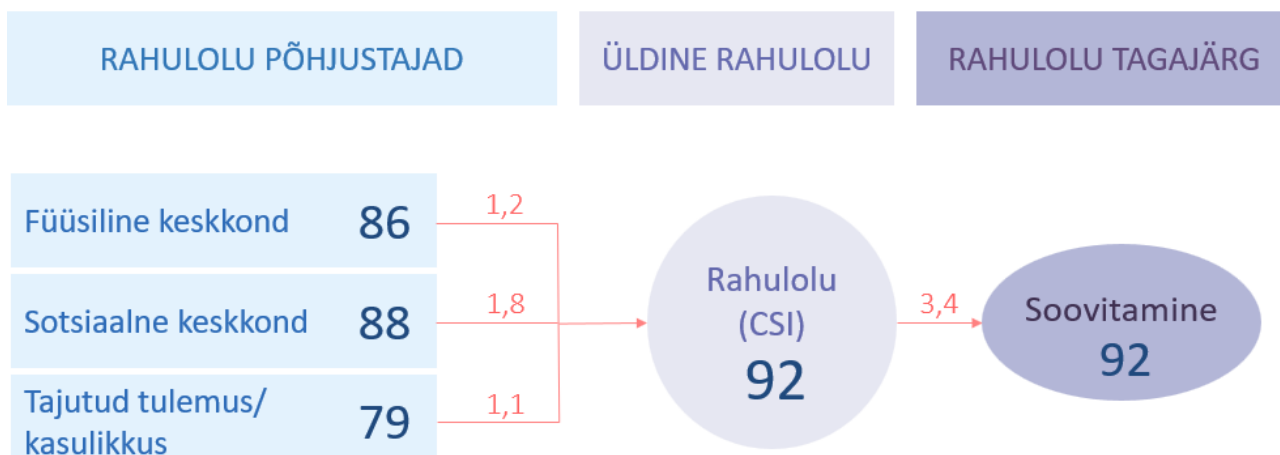 RAHULOLU PÕHJUSTAJAD
ÜLDINE RAHULOLU
RAHULOLU TAGAJÄRG
Füüsiline keskkond 86
1,2
Sotsiaalne keskkond 88
1,8
Tajutud tulemus/
kasulikkus 79
1,1
Rahulolu
(CSI)
92
3,4
Soovitamine
92